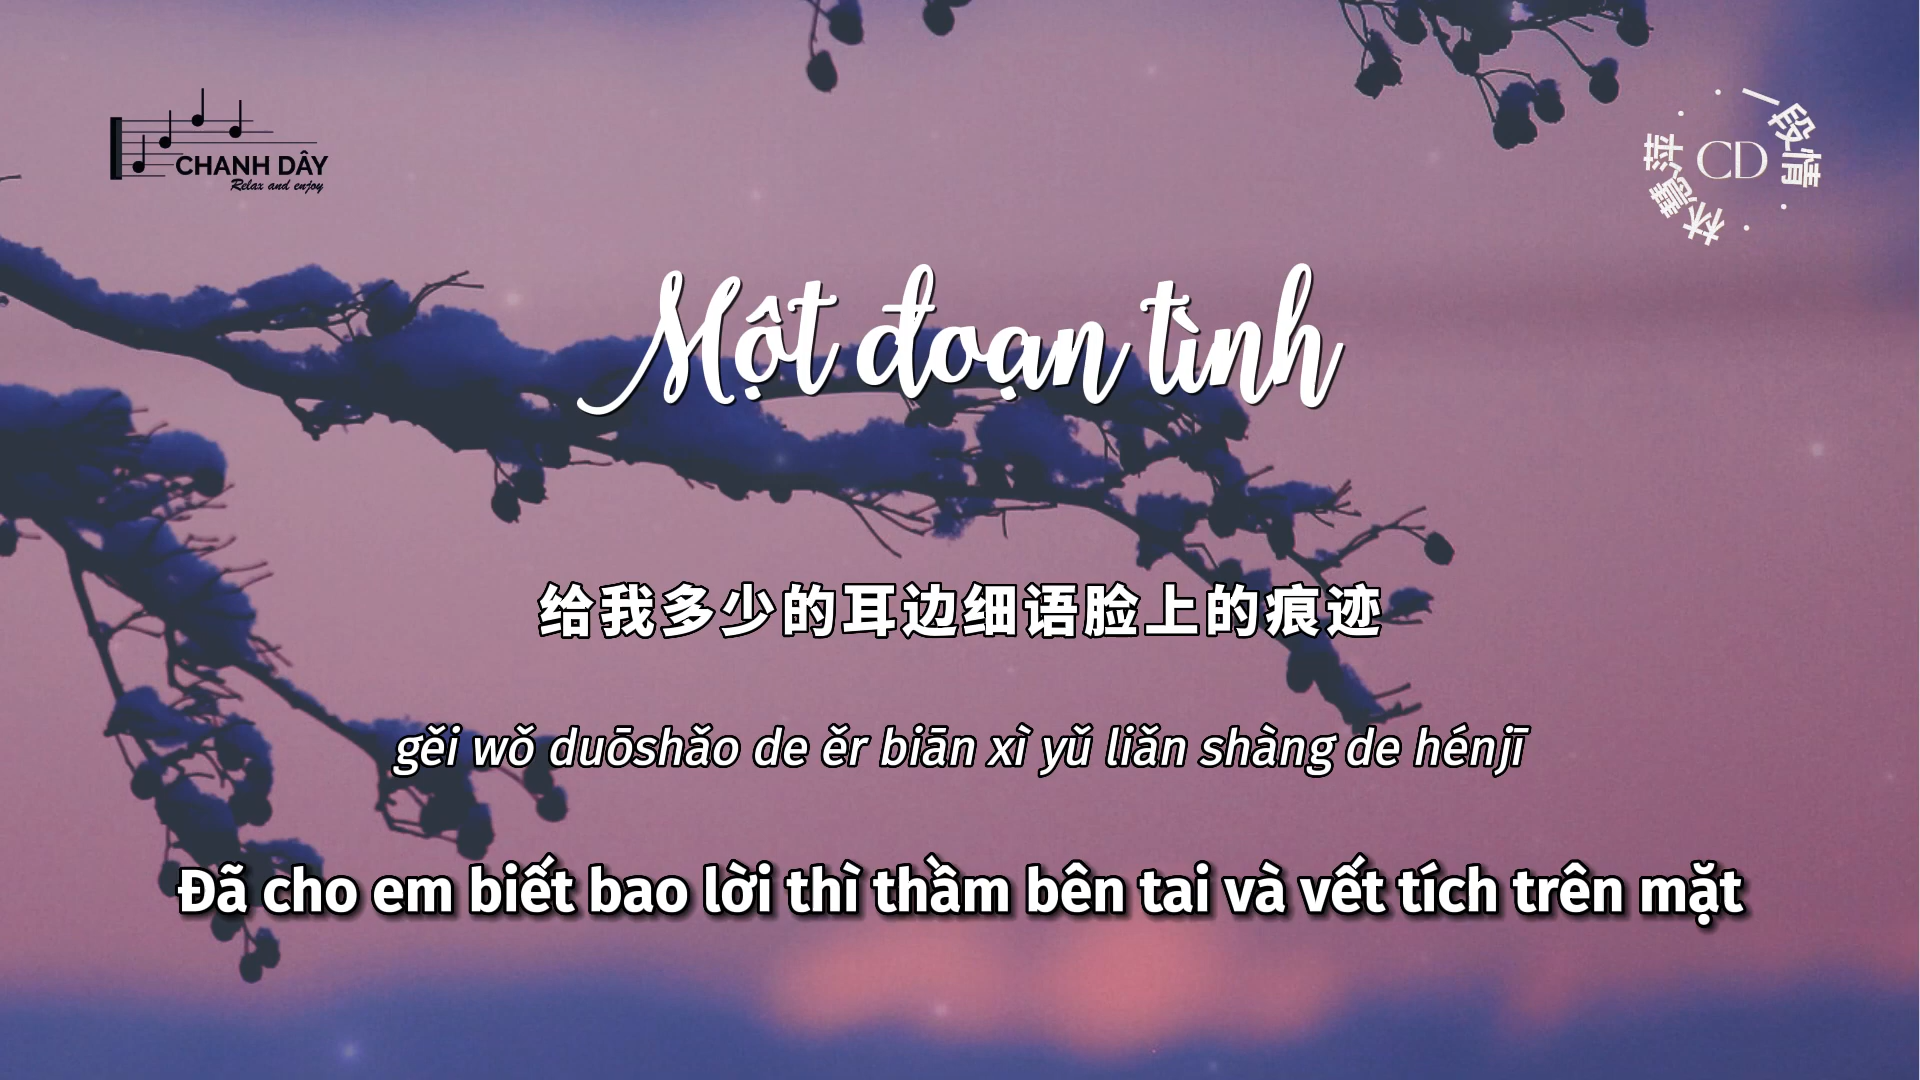 CHANH DÂY
Relax and enjoy
一段情
CD
Một đoạn tình
给我多少的耳边细语脸上的痕迹
gěi wǒ duōshǎo de ěr biān xì yǔ liǎn shàng de hénjī
Đã cho em biết bao lời thì thầm bên tai và vết tích trên mặt